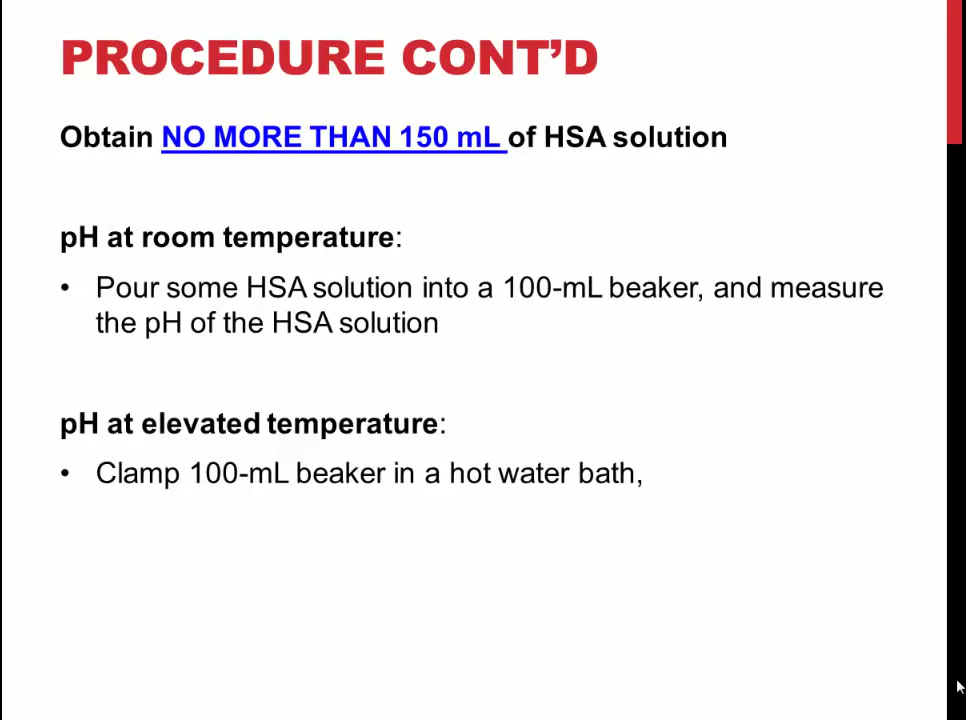 PROCEDURE CONT’D
Obtain NO MORE THAN 150 mL of HSA solution
pH at room temperature:
• Pour some HSA solution into a 100-mL beaker, and measure
the pH of the HSA solution
pH at elevated temperature:
• Clamp 100-mL beaker in a hot water bath,